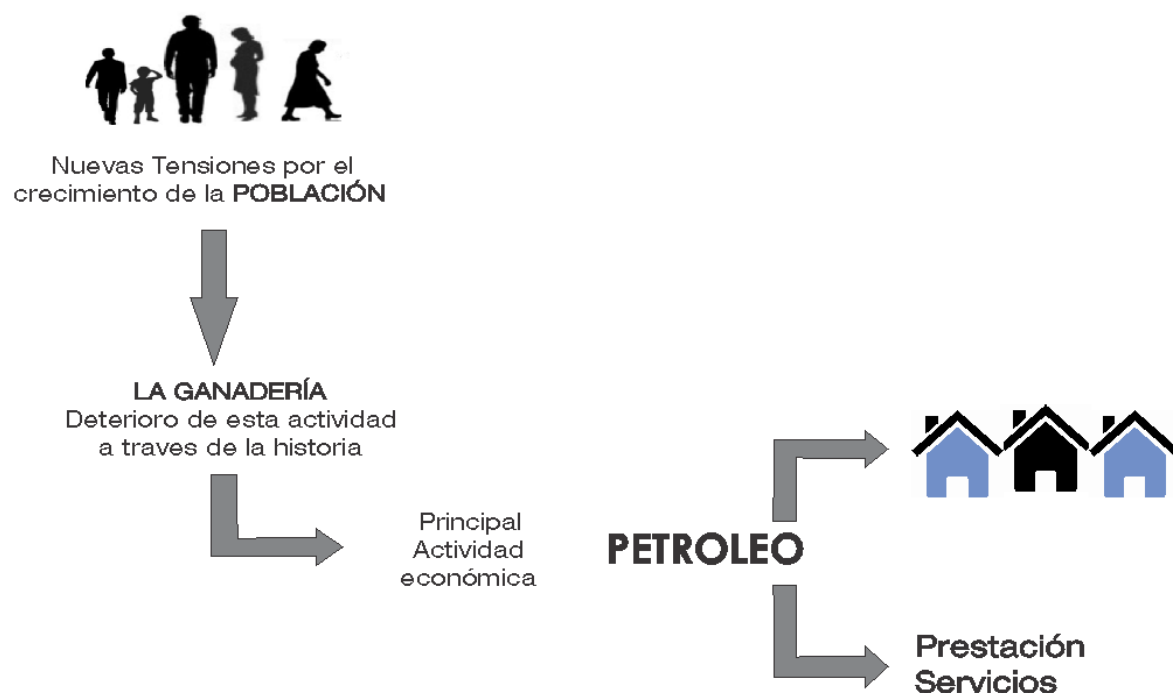 Nuevas Tensiones por el
crecimiento de la POBLACIÓN
LA GANADERÍA
Deterioro de esta actividad
a traves de la historia
Principal
Actividad
económica
PETROLEO
Prestación
Servicios